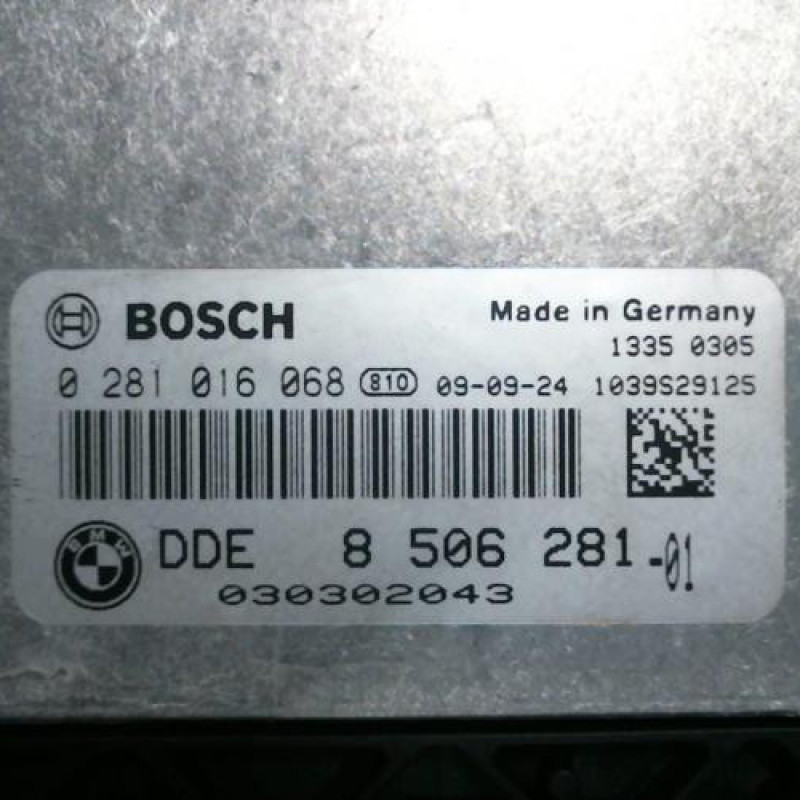 BOSCH Made in Germany
1335 0305
0 281 016 068 810 09-09-24 1039S29125
BMW DDE 8 506 281-01
030302043